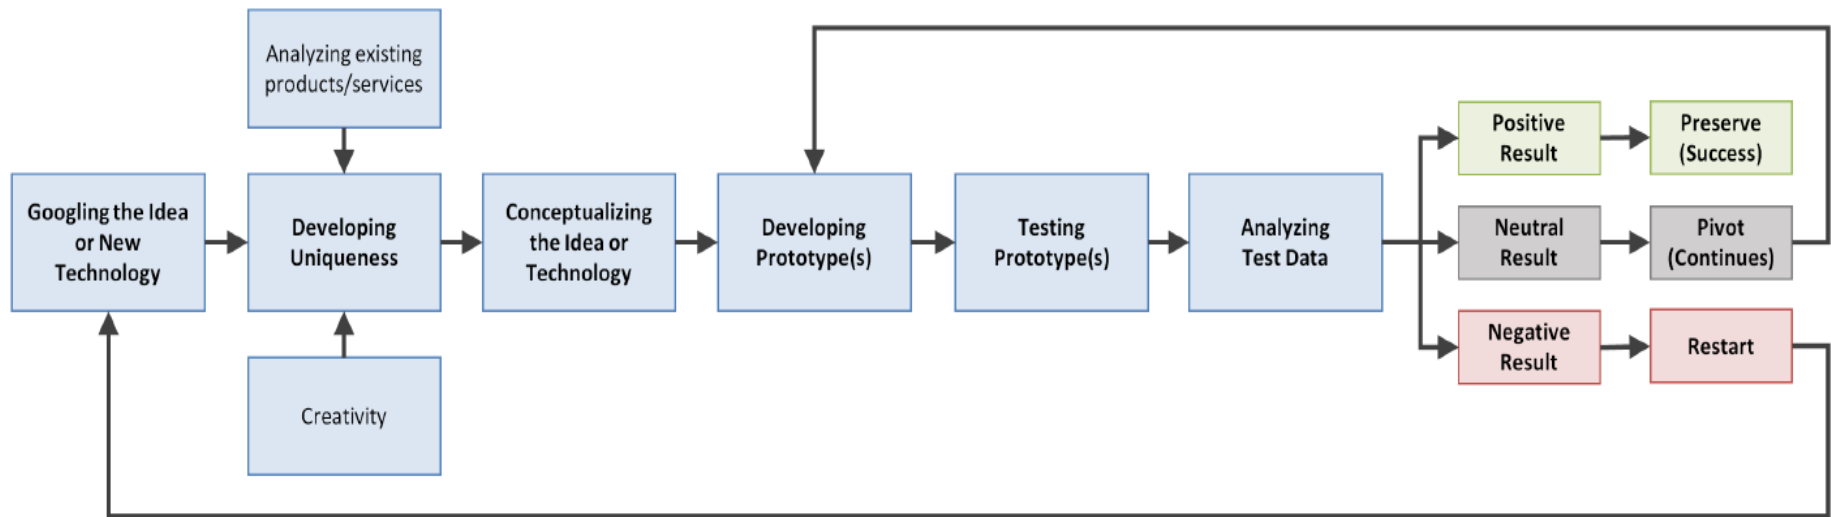 Analyzing existing
products/services
Googling the Idea
or New
Technology
Developing
Uniqueness
Creativity
Conceptualizing
the Idea or
Technology
Developing
Prototype(s)
Testing
Prototype(s)
Analyzing
Test Data
Positive
Result
Preserve
(Success)
Neutral
Result
Pivot
(Continues)
Negative
Result
Restart